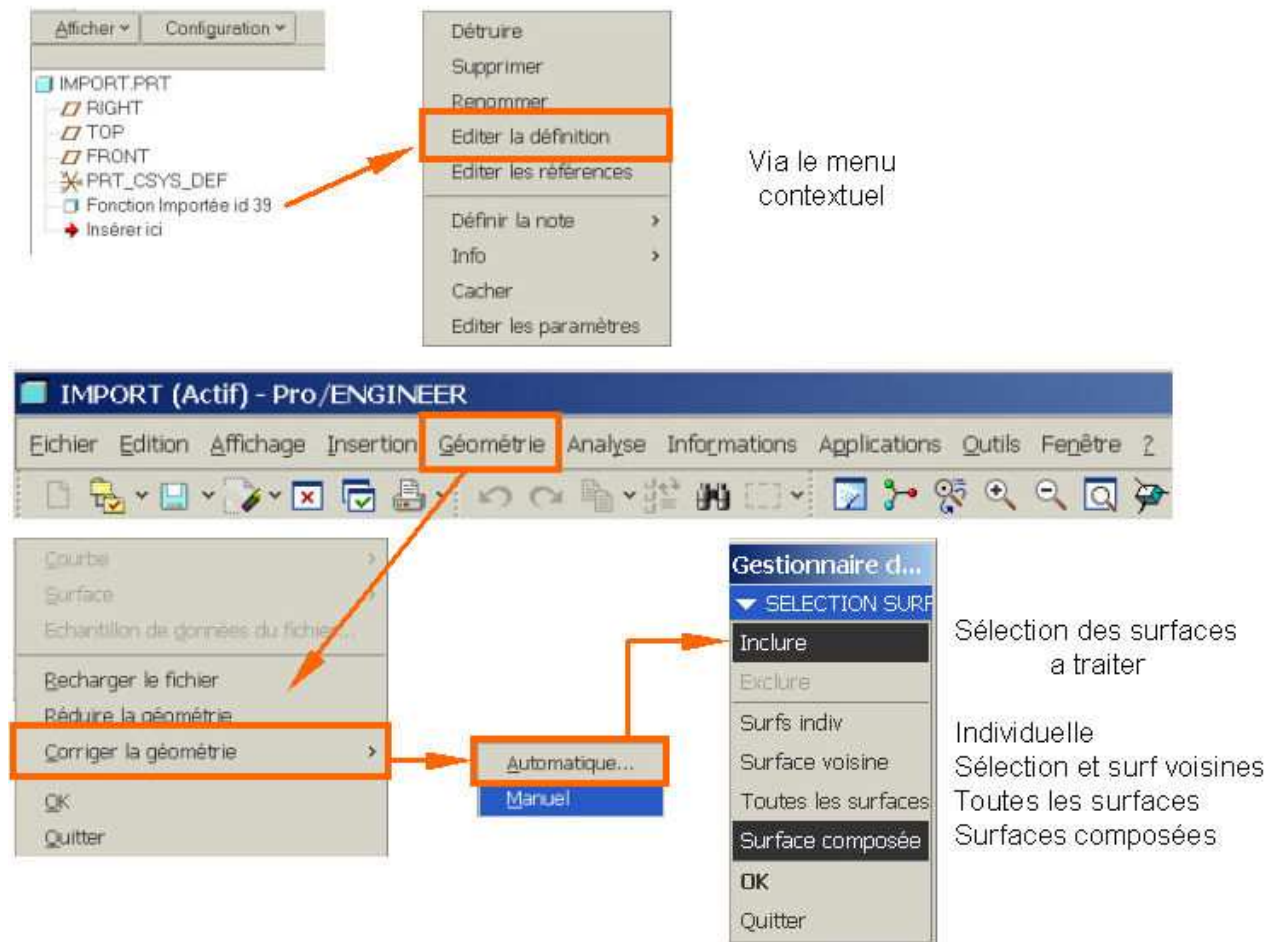 Afficher
Configuration
IMPORT.PRT
RIGHT
TOP
FRONT
PRT_CSYS_DEF
Fonction Importée id 39
Insérer ici
Détruire
Supprimer
Renommer
Editer la définition
Editer les références
Définir la note
Info
Cacher
Editer les paramètres
Via le menu
contextuel
IMPORT (Actif) - Pro/ENGINEER
Fichier Edition Affichage Insertion Géométrie Analyse Informations Applications Outils Fenêtre ?
Courbe
Surface
Echantillon de données du fichier...
Recharger le fichier
Réduire la géométrie
Corriger la géométrie
OK
Quitter
Automatique...
Manuel
Gestionnaire d...
SELECTION SURF
Inclure
Exclure
Surfs indiv
Surface voisine
Toutes les surfaces
Surface composée
OK
Quitter
Sélection des surfaces
a traiter
Individuelle
Sélection et surf voisines
Toutes les surfaces
Surfaces composées